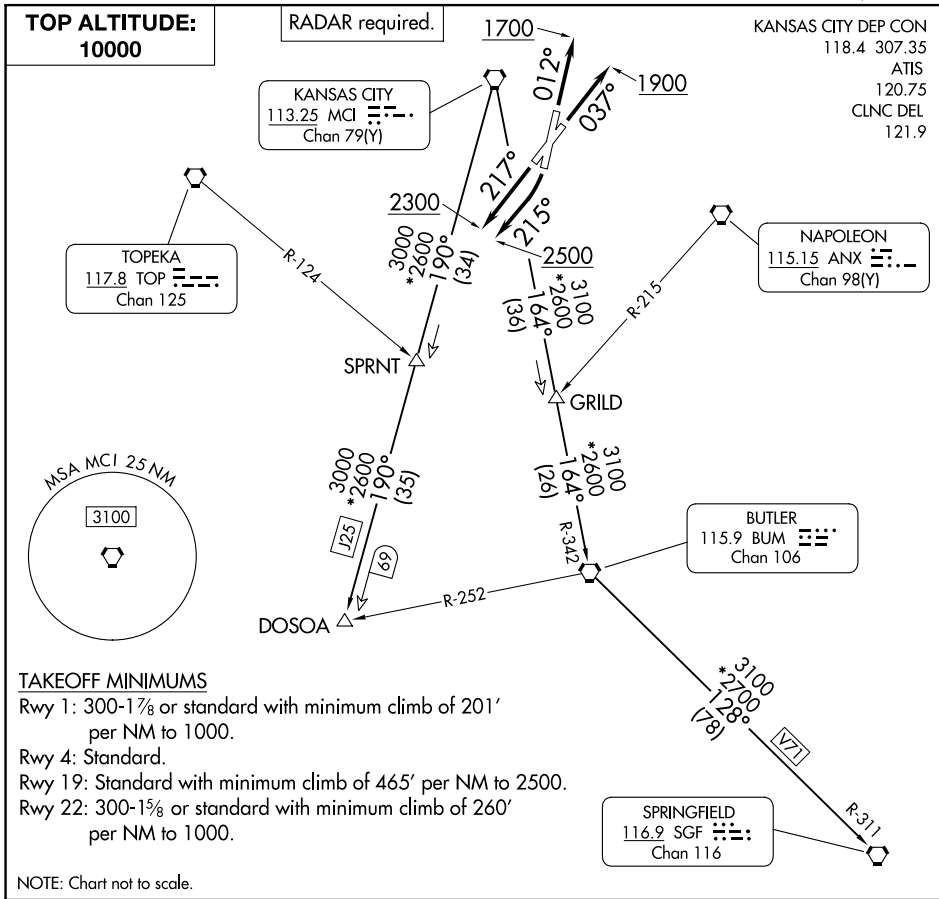 TOP ALTITUDE:
10000
RADAR required.
KANSAS CITY DEP CON
118.4 307.35
ATIS
120.75
CLNC DEL
121.9
1700
012°
037°
1900
KANSAS CITY
113.25 MCI
Chan 79(Y)
217°
2300
215°
2500
TOPEKA
117.8 TOP
Chan 125
R-124
NAPOLEON
115.15 ANX
Chan 98(Y)
R-215
3000
*2600
190°
(34)
3100
*2600
164°
(36)
SPRNT
GRILD
3000
*2600
190°
(35)
3100
*2600
164°
(26)
MSA MCI 25 NM
3100
J25
69
R-342
BUTLER
115.9 BUM
Chan 106
R-252
DOSOA
3100
*2700
128°
(78)
V71
R-311
SPRINGFIELD
116.9 SGF
Chan 116
TAKEOFF MINIMUMS
Rwy 1: 300-1⅞ or standard with minimum climb of 201'
per NM to 1000.
Rwy 4: Standard.
Rwy 19: Standard with minimum climb of 465' per NM to 2500.
Rwy 22: 300-1⅝ or standard with minimum climb of 260'
per NM to 1000.
NOTE: Chart not to scale.